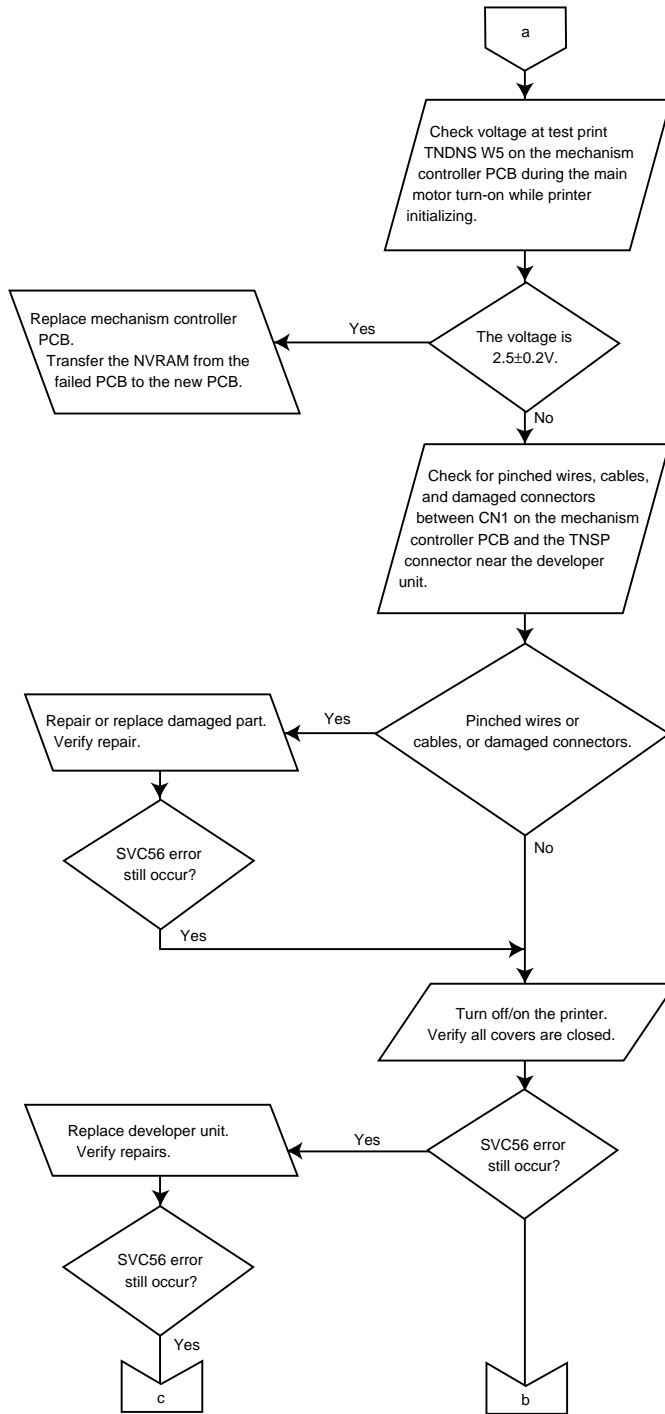 a
Check voltage at test print
TNDNS W5 on the mechanism
controller PCB during the main
motor turn-on while printer
initializing.
Replace mechanism controller
PCB.
Transfer the NVRAM from the
failed PCB to the new PCB.
Yes
The voltage is
2.5±0.2V.
No
Check for pinched wires, cables,
and damaged connectors
between CN1 on the mechanism
controller PCB and the TNSP
connector near the developer
unit.
Repair or replace damaged part.
Verify repair.
Yes
Pinched wires or
cables, or damaged connectors.
No
SVC56 error
still occur?
Yes
Turn off/on the printer.
Verify all covers are closed.
Replace developer unit.
Verify repairs.
Yes
SVC56 error
still occur?
SVC56 error
still occur?
Yes
c
b